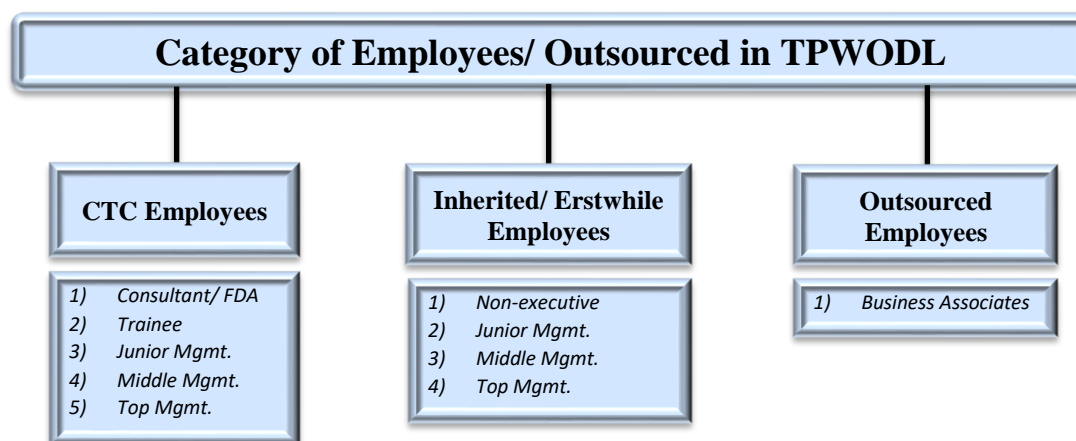 Category of Employees/ Outsourced in TPWODL
CTC Employees
1) Consultant/ FDA
2) Trainee
3) Junior Mgmt.
4) Middle Mgmt.
5) Top Mgmt.
Inherited/ Erstwhile
Employees
1) Non-executive
2) Junior Mgmt.
3) Middle Mgmt.
4) Top Mgmt.
Outsourced
Employees
1) Business Associates